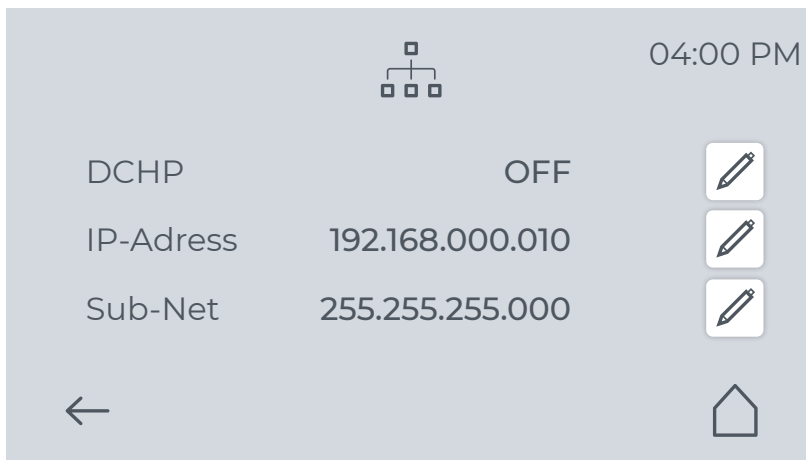 04:00 PM
DCHP OFF
IP-Adress 192.168.000.010
Sub-Net 255.255.255.000